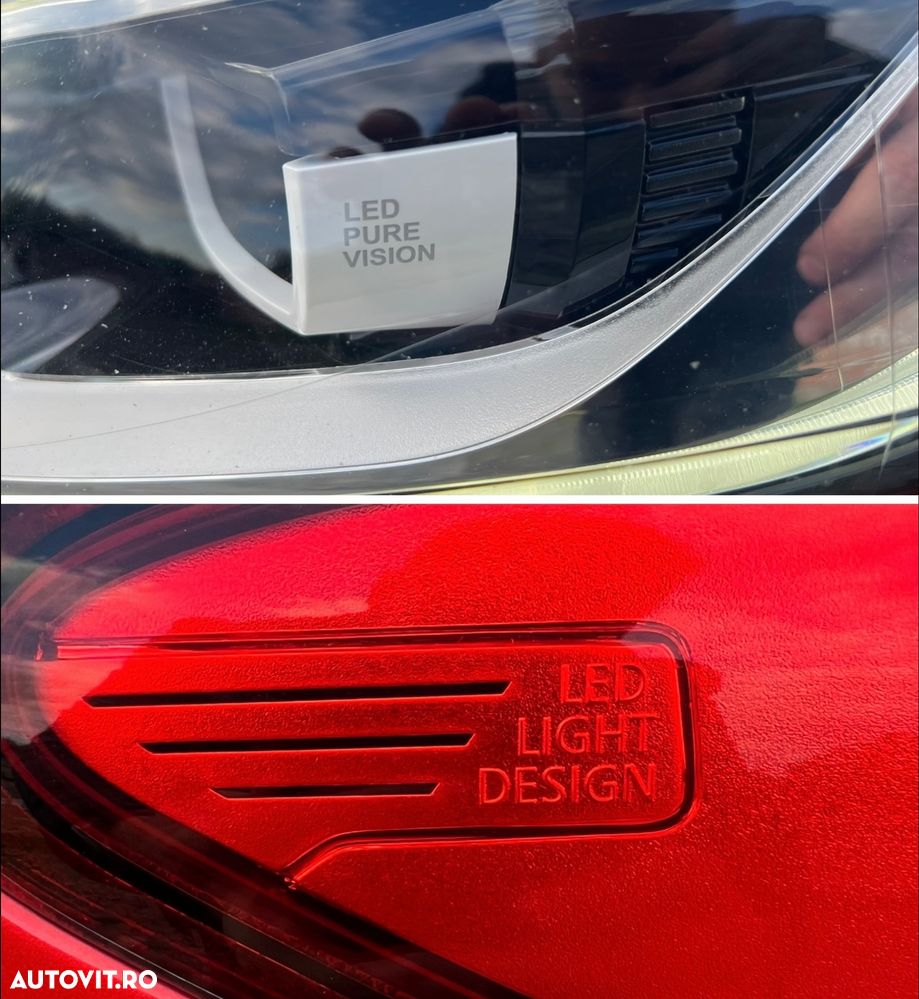 LED
PURE
VISION
LED
LIGHT
DESIGN
AUTOVIT.RO